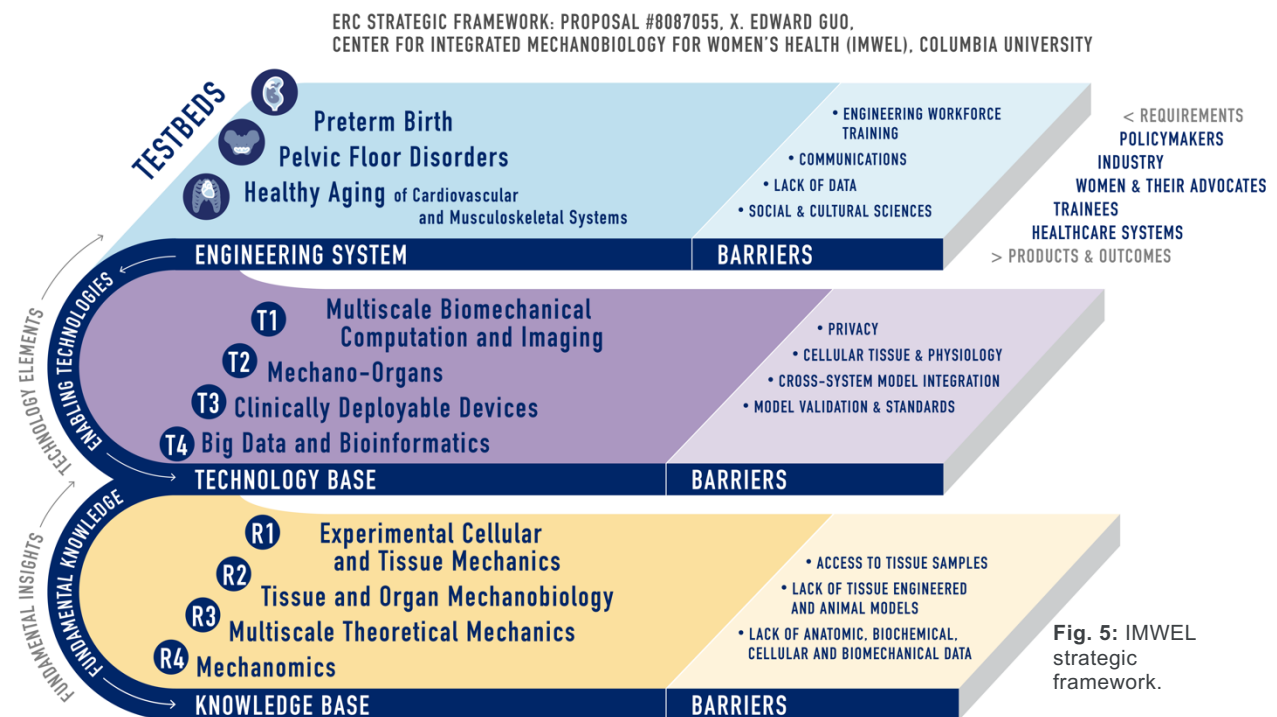 ERC STRATEGIC FRAMEWORK: PROPOSAL #8087055, X. EDWARD GUO,
CENTER FOR INTEGRATED MECHANOBIOLOGY FOR WOMEN'S HEALTH (IMWEL), COLUMBIA UNIVERSITY
TESTBEDS
Preterm Birth
Pelvic Floor Disorders
Healthy Aging of Cardiovascular
and Musculoskeletal Systems
• ENGINEERING WORKFORCE
TRAINING
• COMMUNICATIONS
• LACK OF DATA
• SOCIAL & CULTURAL SCIENCES
< REQUIREMENTS
POLICYMAKERS
INDUSTRY
WOMEN & THEIR ADVOCATES
TRAINEES
HEALTHCARE SYSTEMS
> PRODUCTS & OUTCOMES
ENGINEERING SYSTEM
BARRIERS
TECHNOLOGY ELEMENTS
ENABLING TECHNOLOGIES
T1 Multiscale Biomechanical
Computation and Imaging
T2 Mechano-Organs
T3 Clinically Deployable Devices
T4 Big Data and Bioinformatics
• PRIVACY
• CELLULAR TISSUE & PHYSIOLOGY
• CROSS-SYSTEM MODEL INTEGRATION
• MODEL VALIDATION & STANDARDS
TECHNOLOGY BASE
BARRIERS
FUNDAMENTAL INSIGHTS
FUNDAMENTAL KNOWLEDGE
R1 Experimental Cellular
and Tissue Mechanics
R2 Tissue and Organ Mechanobiology
R3 Multiscale Theoretical Mechanics
R4 Mechanomics
• ACCESS TO TISSUE SAMPLES
• LACK OF TISSUE ENGINEERED
AND ANIMAL MODELS
• LACK OF ANATOMIC, BIOCHEMICAL,
CELLULAR AND BIOMECHANICAL DATA
KNOWLEDGE BASE
BARRIERS
Fig. 5: IMWEL
strategic
framework.